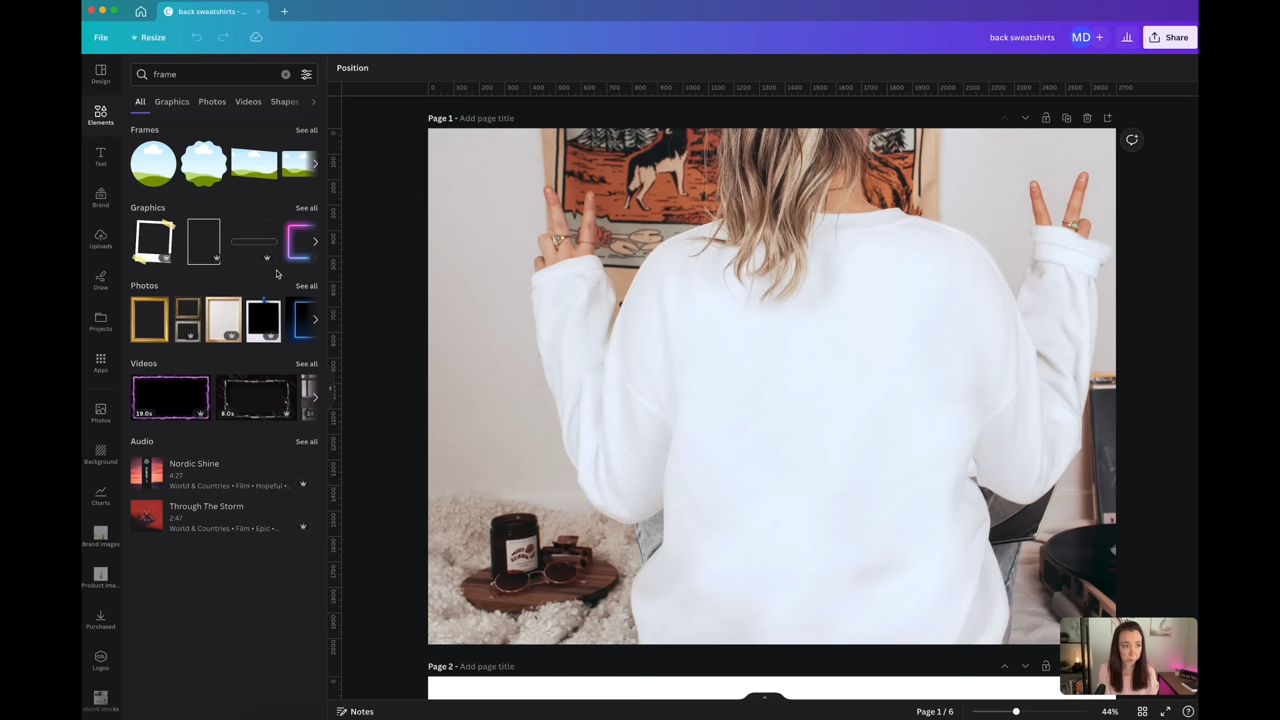 back sweatshirts - ...
File
Resize
back sweatshirts
MD
Share
Design
Elements
Text
Brand
Uploads
Draw
Projects
Apps
Photos
Background
Charts
Brand images
Product ima...
Purchased
Logos
frame
All
Graphics
Photos
Videos
Shapes
Frames
See all
Graphics
See all
Photos
See all
Videos
See all
19.0s
8.0s
14
Audio
See all
Nordic Shine
4:27
World & Countries • Film • Hopeful •...
Through The Storm
2:47
World & Countries • Film • Epic •...
Position
0 100 200 300 400 500 600 700 800 900 1000 1100 1200 1300 1400 1500 1600 1700 1800 1900 2000 2100 2200 2300 2400 2500 2600 2700
Page 1 - Add page title
Page 2 - Add page title
Notes
Page 1 / 6
44%